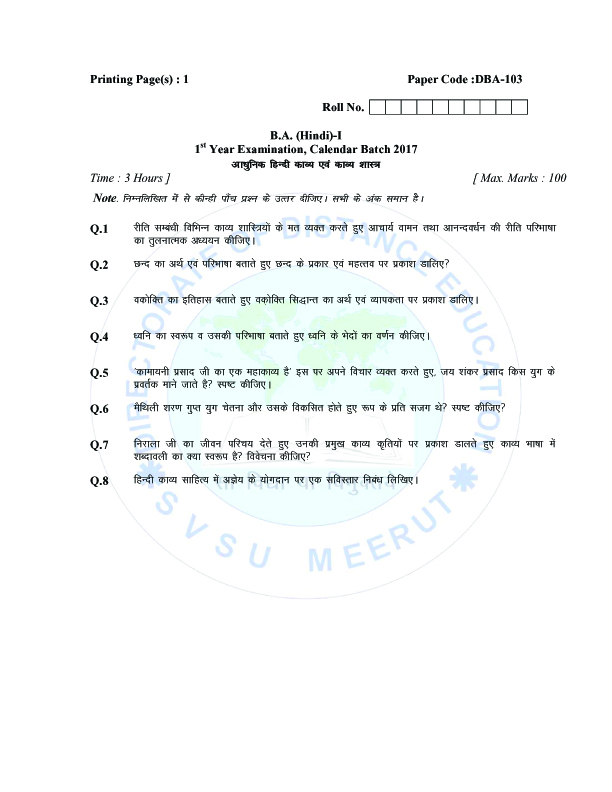 Printing Page(s) : 1 Paper Code :DBA-103
Roll No.
B.A. (Hindi)-I
1st Year Examination, Calendar Batch 2017
आधुनिक हिन्दी काव्य एवं काव्य शास्त्र
Time : 3 Hours ] [ Max. Marks : 100
Note. निम्नलिखित में से कीन्ही पाँच प्रश्न के उत्तर दीजिए। सभी के अंक समान है।
Q.1 रीति सम्बंधी विभिन्न काव्य शास्त्रियों के मत व्यक्त करते हुए आचार्य वामन तथा आनन्दवर्धन की रीति परिभाषा
का तुलनात्मक अध्ययन कीजिए।
Q.2 छन्द का अर्थ एवं परिभाषा बताते हुए छन्द के प्रकार एवं महत्तव पर प्रकाश डालिए?
Q.3 वकोक्ति का इतिहास बताते हुए वकोक्ति सिद्धान्त का अर्थ एवं व्यापकता पर प्रकाश डालिए।
Q.4 ध्वनि का स्वरूप व उसकी परिभाषा बताते हुए ध्वनि के भेदों का वर्णन कीजिए।
Q.5 'कामायनी प्रसाद जी का एक महाकाव्य है' इस पर अपने विचार व्यक्त करते हुए, जय शंकर प्रसाद किस युग के
प्रवर्तक माने जाते है? स्पष्ट कीजिए।
Q.6 मैथिली शरण गुप्त युग चेतना और उसके विकसित होते हुए रूप के प्रति सजग थे? स्पष्ट कीजिए?
Q.7 निराला जी का जीवन परिचय देते हुए उनकी प्रमुख काव्य कृतियों पर प्रकाश डालते हुए काव्य भाषा में
शब्दावली का क्या स्वरूप है? विवेचना कीजिए?
Q.8 हिन्दी काव्य साहित्य में अज्ञेय के योगदान पर एक सविस्तार निबंध लिखिए।
DIRECTORATE OF DISTANCE EDUCATION
सा विद्या या विमुक्तये
SVSU MEERUT